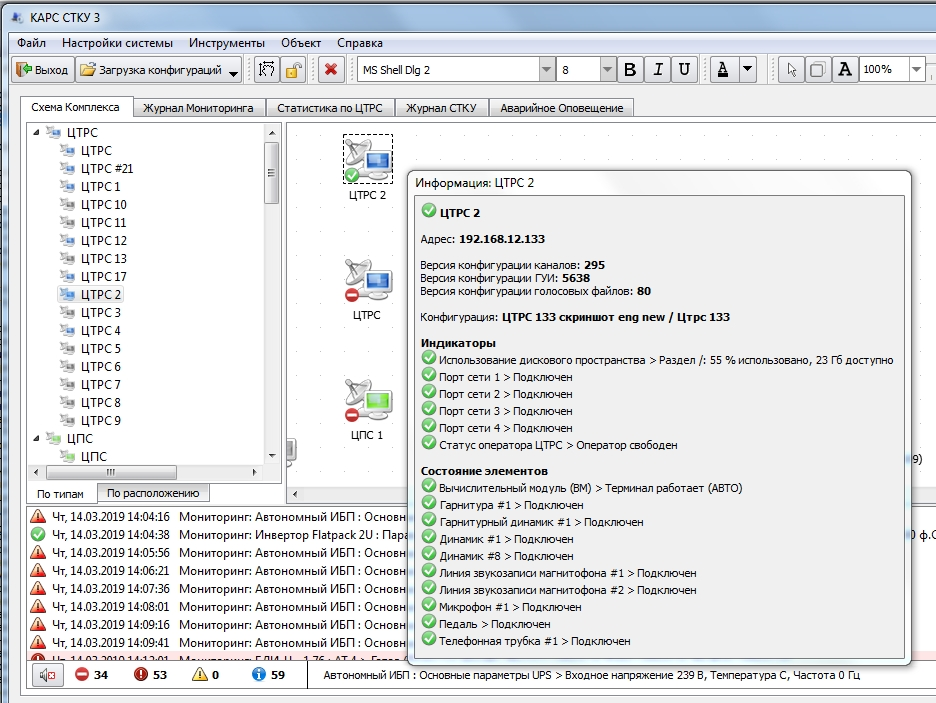 КАРС СТКУ 3
Файл Настройки системы Инструменты Объект Справка
Выход Загрузка конфигураций MS Shell Dlg 2 8 B I U A A 100%
Схема Комплекса Журнал Мониторинга Статистика по ЦТРС Журнал СТКУ Аварийное Оповещение
ЦТРС
ЦТРС
ЦТРС #21
ЦТРС 1
ЦТРС 10
ЦТРС 11
ЦТРС 12
ЦТРС 13
ЦТРС 17
ЦТРС 2
ЦТРС 3
ЦТРС 4
ЦТРС 5
ЦТРС 6
ЦТРС 7
ЦТРС 8
ЦТРС 9
ЦПС
ЦПС
По типам По расположению
ЦТРС 2
ЦТРС
ЦПС 1
9)
Информация: ЦТРС 2
ЦТРС 2
Адрес: 192.168.12.133
Версия конфигурации каналов: 295
Версия конфигурации ГУИ: 5638
Версия конфигурации голосовых файлов: 80
Конфигурация: ЦТРС 133 скриншот eng new / Цтрс 133
Индикаторы
Использование дискового пространства > Раздел /: 55 % использовано, 23 Гб доступно
Порт сети 1 > Подключен
Порт сети 2 > Подключен
Порт сети 3 > Подключен
Порт сети 4 > Подключен
Статус оператора ЦТРС > Оператор свободен
Состояние элементов
Вычислительный модуль (ВМ) > Терминал работает (АВТО)
Гарнитура #1 > Подключен
Гарнитурный динамик #1 > Подключен
Динамик #1 > Подключен
Динамик #8 > Подключен
Линия звукозаписи магнитофона #1 > Подключен
Линия звукозаписи магнитофона #2 > Подключен
Микрофон #1 > Подключен
Педаль > Подключен
Телефонная трубка #1 > Подключен
Чт, 14.03.2019 14:04:16 Мониторинг: Автономный ИБП : Основн
Чт, 14.03.2019 14:04:38 Мониторинг: Инвертор Flatpack 2U : Пара 0 ф.С
Чт, 14.03.2019 14:05:56 Мониторинг: Автономный ИБП : Основн
Чт, 14.03.2019 14:06:21 Мониторинг: Автономный ИБП : Основн
Чт, 14.03.2019 14:07:36 Мониторинг: Автономный ИБП : Основн
Чт, 14.03.2019 14:08:01 Мониторинг: Автономный ИБП : Основн
Чт, 14.03.2019 14:09:16 Мониторинг: Автономный ИБП : Основн
Чт, 14.03.2019 14:09:41 Мониторинг: Автономный ИБП : Основн
34 53 0 59 Автономный ИБП : Основные параметры UPS > Входное напряжение 239 В, Температура С, Частота 0 Гц